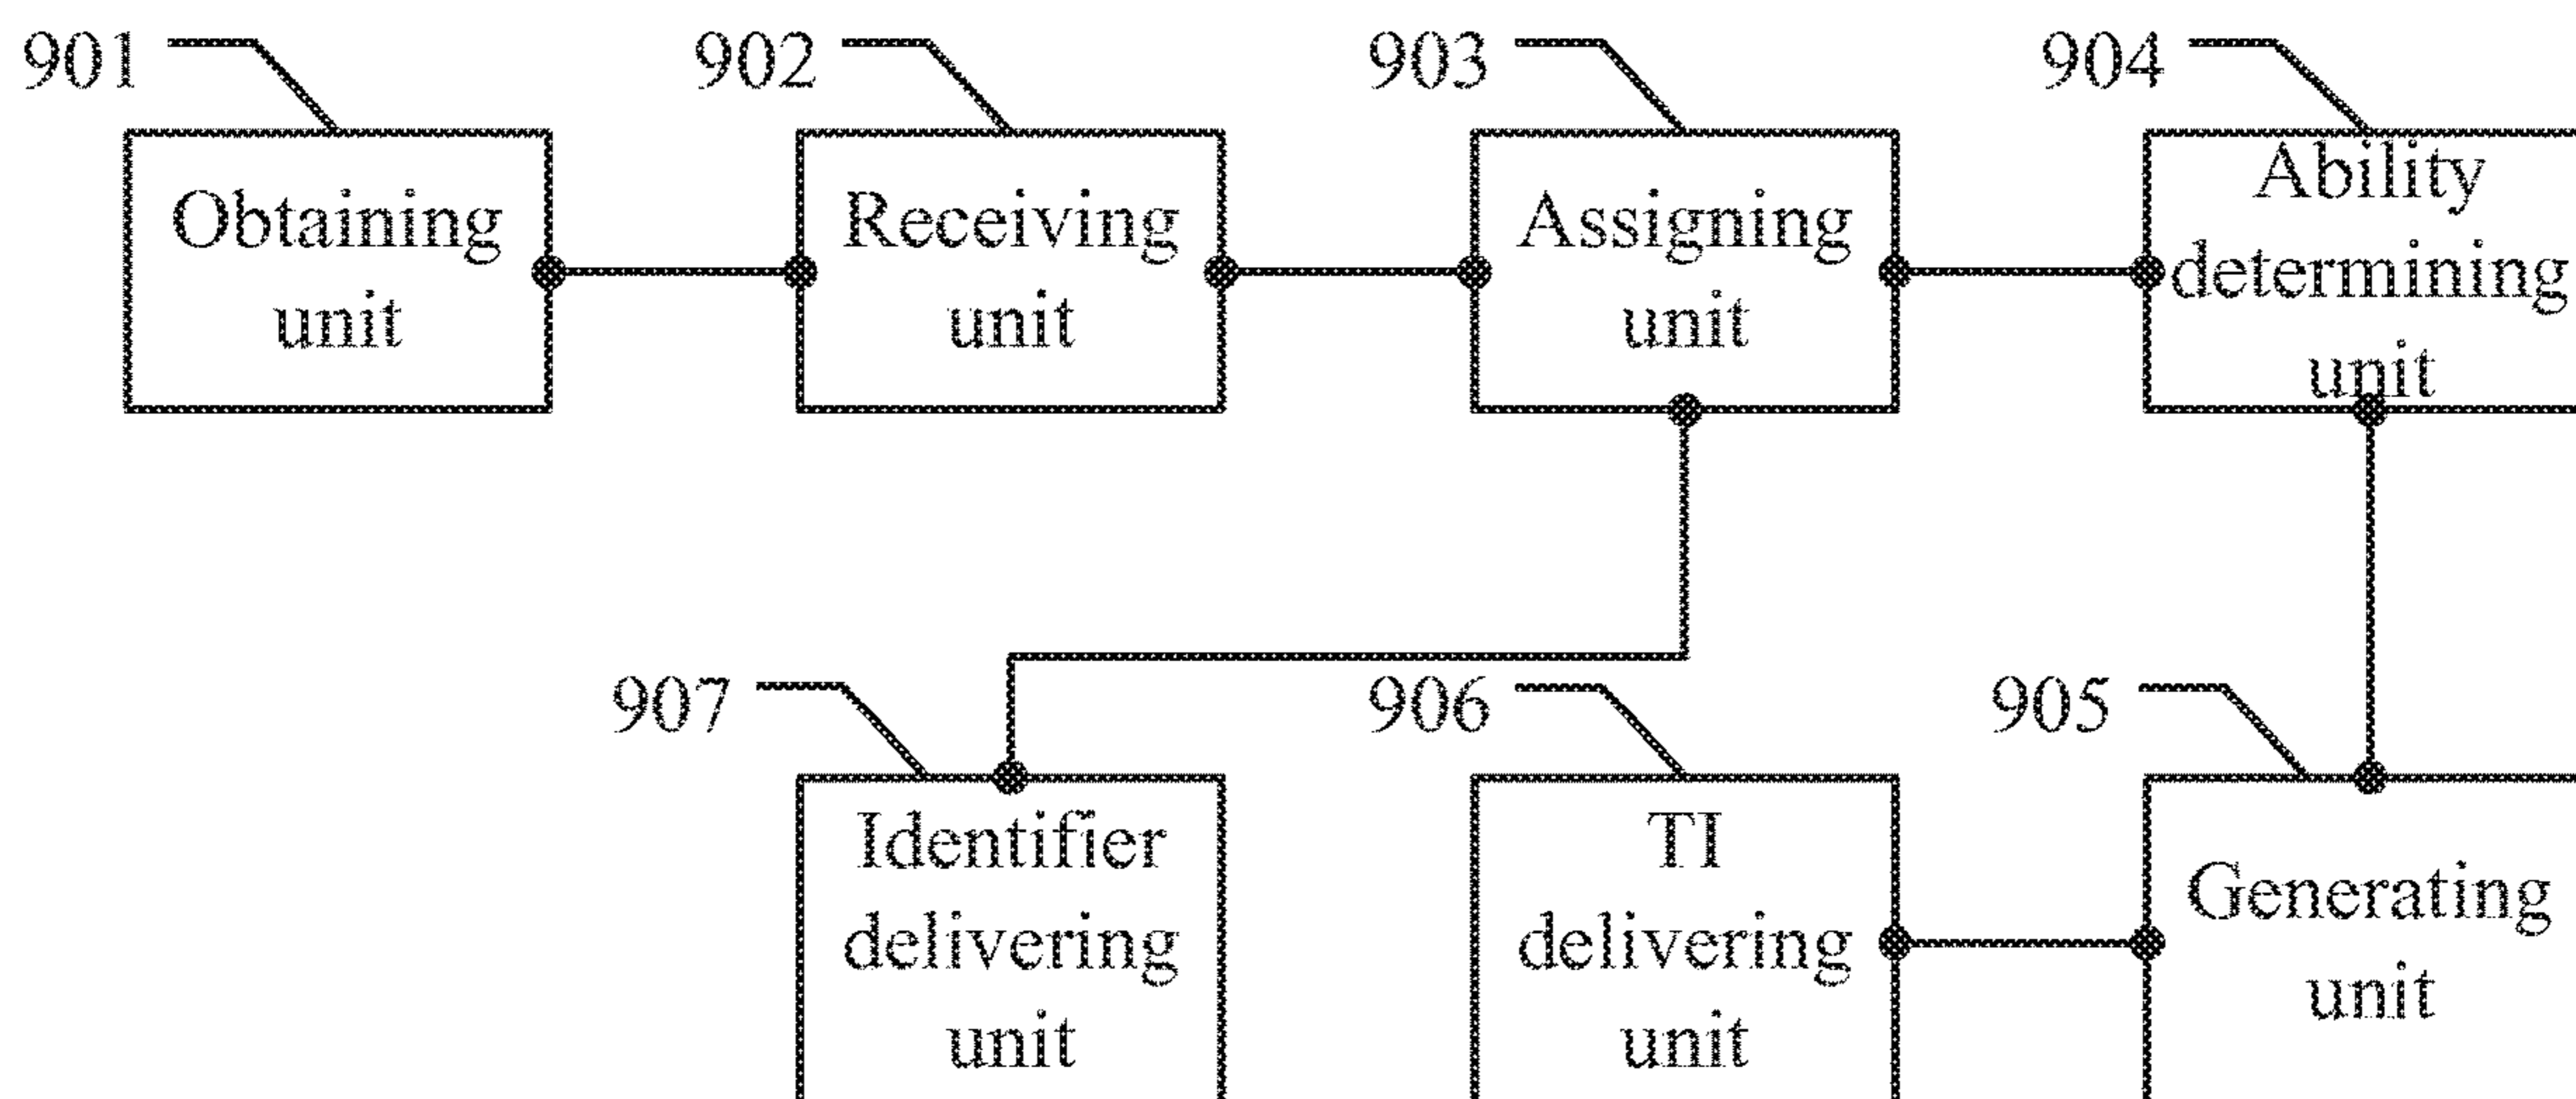 901
902
903
904
Obtaining
unit
Receiving
unit
Assigning
unit
Ability
determining
unit
907
906
905
Identifier
delivering
unit
TI
delivering
unit
Generating
unit